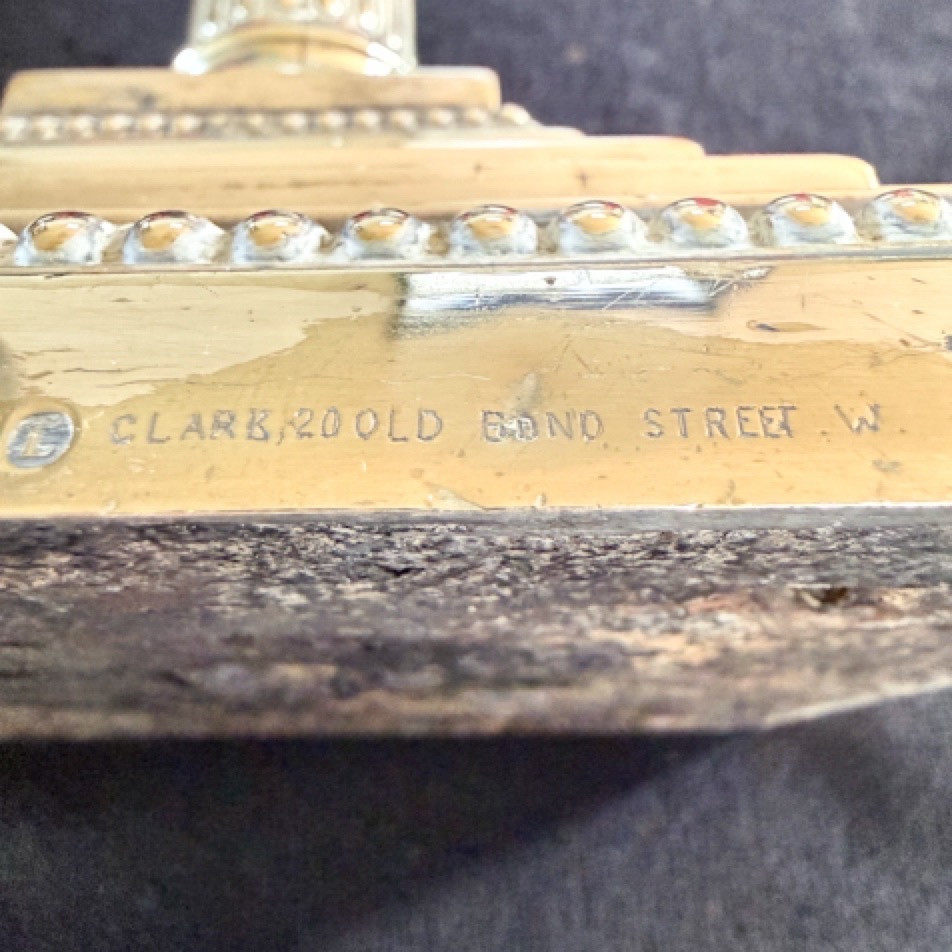 CLARK, 20 OLD BOND STREET W